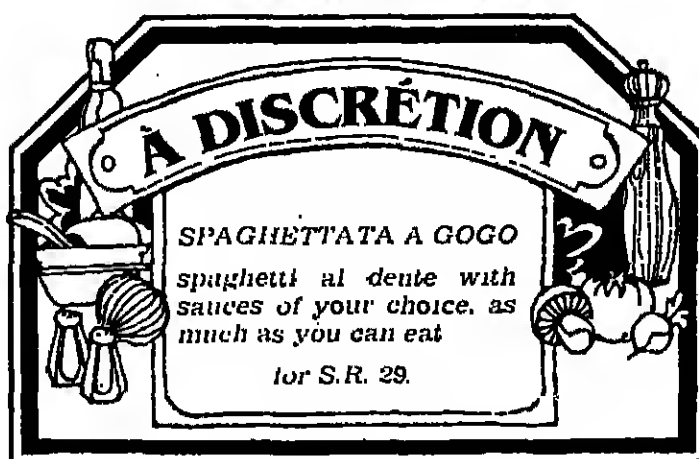 À DISCRÉTION
SPAGHETTATA A GOGO
spaghetti al dente with
sauces of your choice, as
much as you can eat
for S.R. 29.